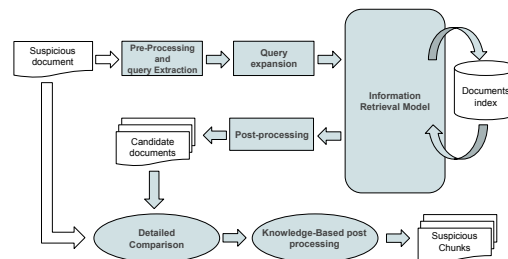 Suspicious
document
Pre-Processing
and
query Extraction
Query
expansion
Information
Retrieval Model
Documents
index
Post-processing
Candidate
documents
Detailed
Comparison
Knowledge-Based post
processing
Suspicious
Chunks